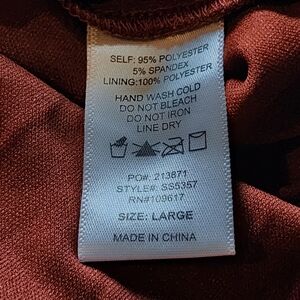 SELF: 95% POLYESTER
5% SPANDEX
LINING:100% POLYESTER
HAND WASH COLD
DO NOT BLEACH
DO NOT IRON
LINE DRY
PO#: 213871
STYLE#: SS5357
RN#109617
SIZE: LARGE
MADE IN CHINA